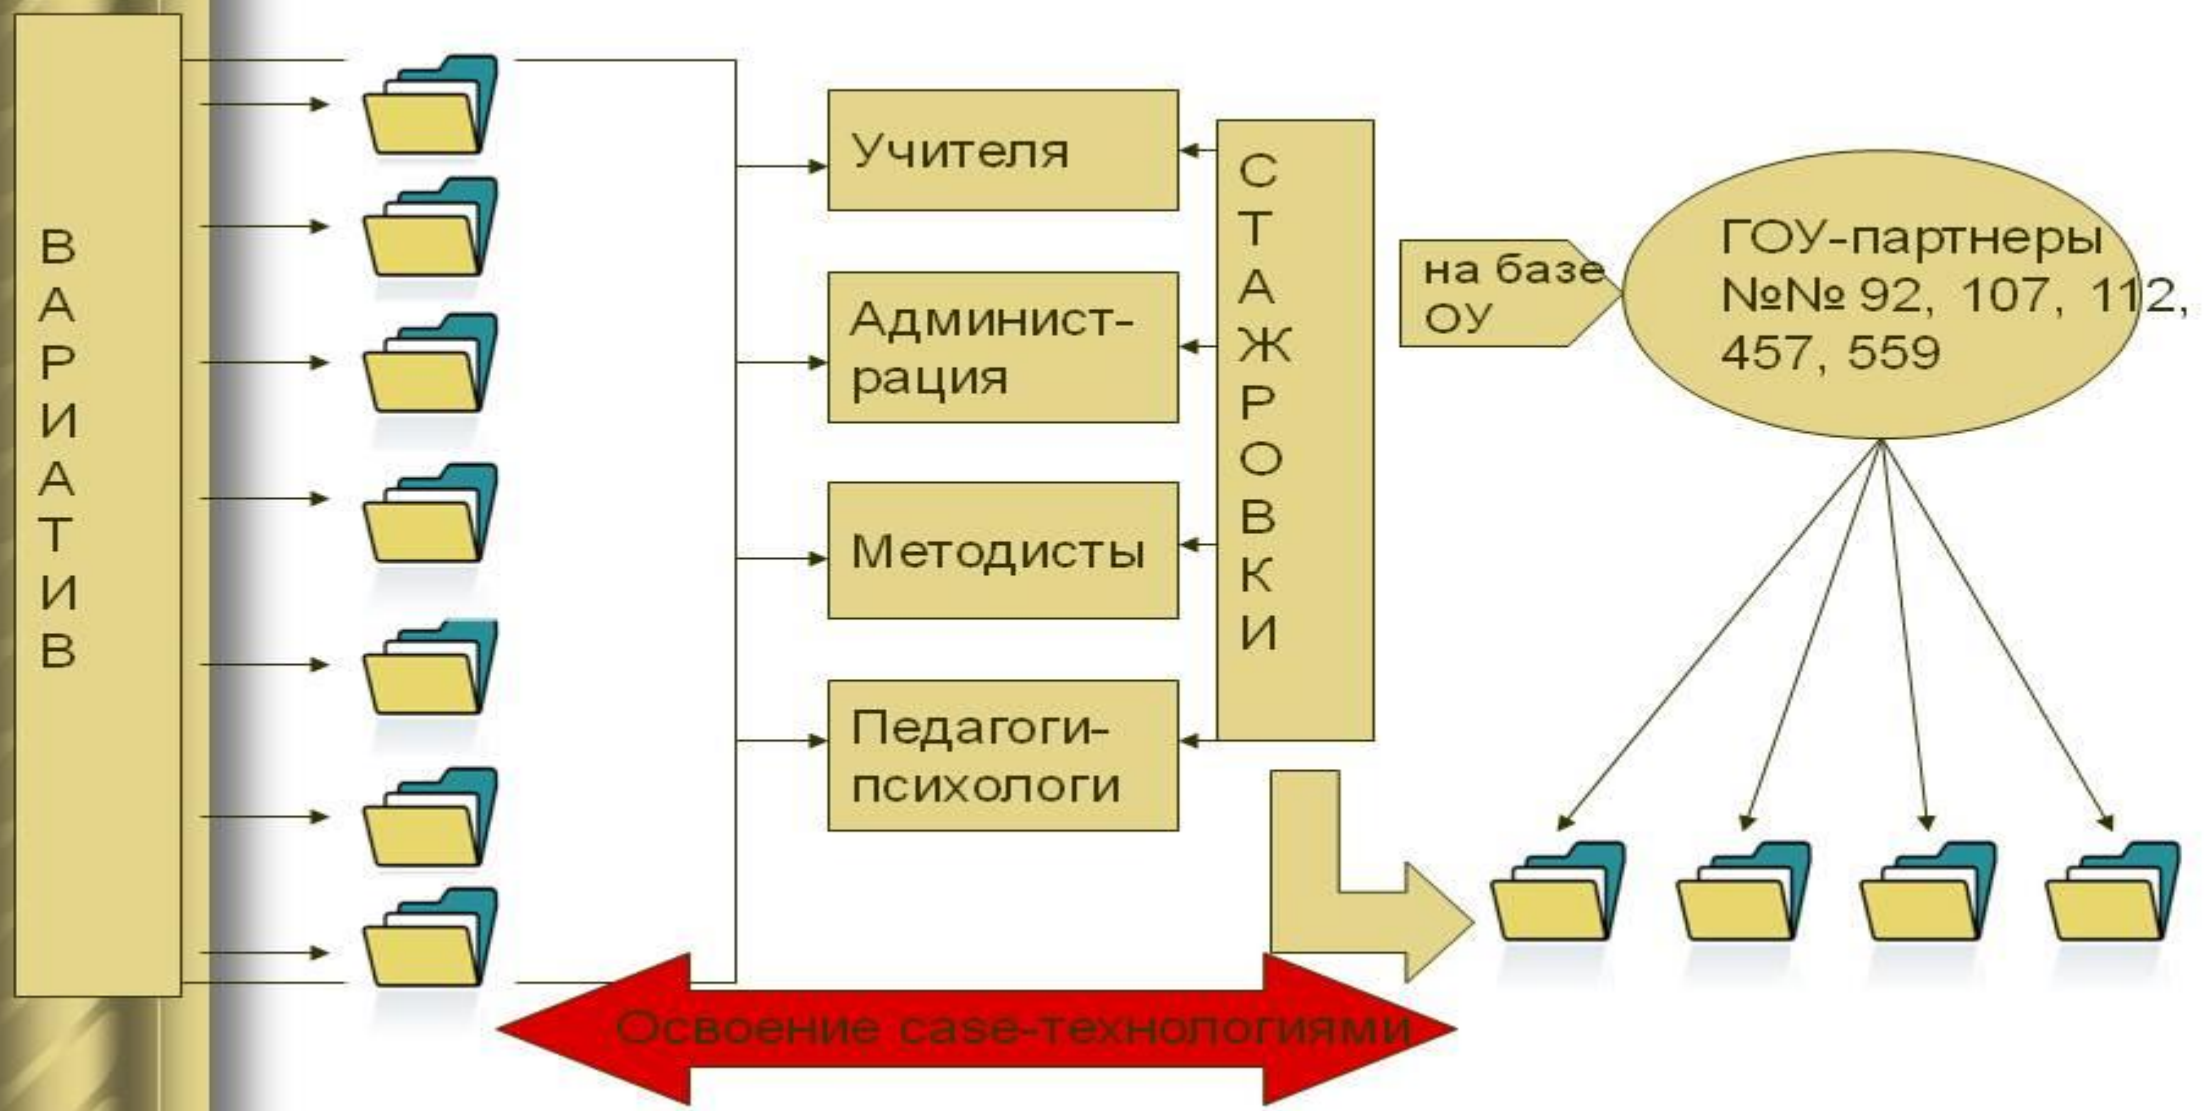 ВАРИАТИВ
Учителя
Админист-
рация
Методисты
Педагоги-
психологи
СТАЖРОВКИ
на базе
ОУ
ГОУ-партнеры
№№ 92, 107, 112,
457, 559
Освоение case-технологиями